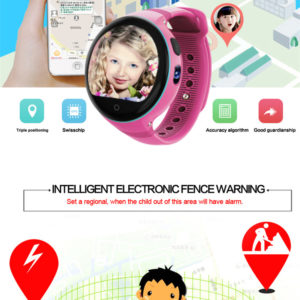 Triple positioning
Swisschip
Accuracy algorithm
Good guardianship
INTELLIGENT ELECTRONIC FENCE WARNING
Set a regional, when the child out of this area will have alarm.